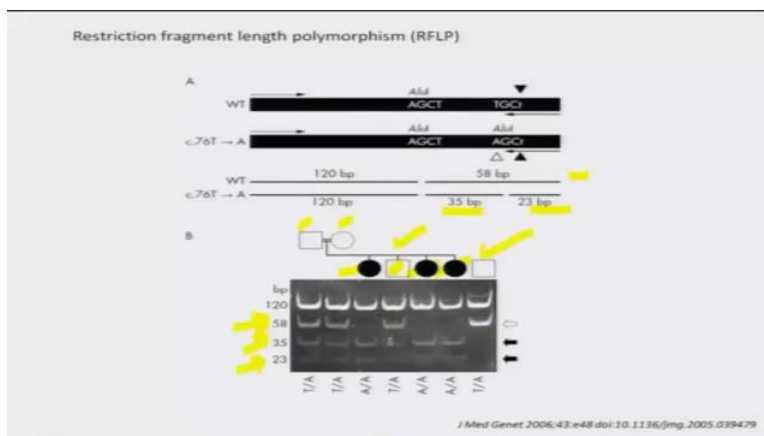 Restriction fragment length polymorphism (RFLP)
A
AluI
WT AGCT TGCt
AluI AluI
c.76T → A AGCT AGCt
WT 120 bp 58 bp
c.76T → A 120 bp 35 bp 23 bp
B
bp
120
58
35
23
T/A T/A A/A T/A A/A A/A T/A
J Med Genet 2006;43:e48 doi:10.1136/jmg.2005.039479